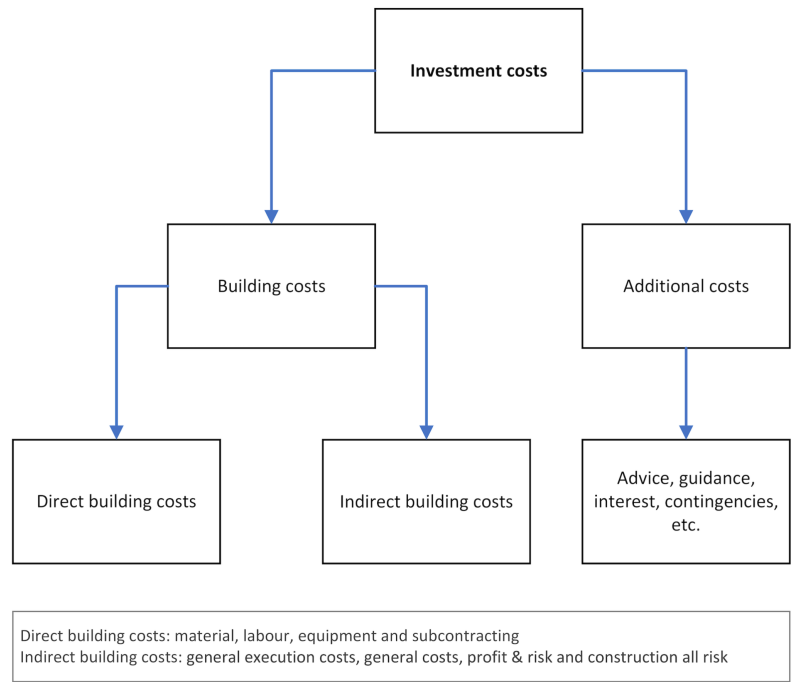 Investment costs
Building costs
Additional costs
Direct building costs
Indirect building costs
Advice, guidance,
interest, contingencies,
etc.
Direct building costs: material, labour, equipment and subcontracting
Indirect building costs: general execution costs, general costs, profit & risk and construction all risk